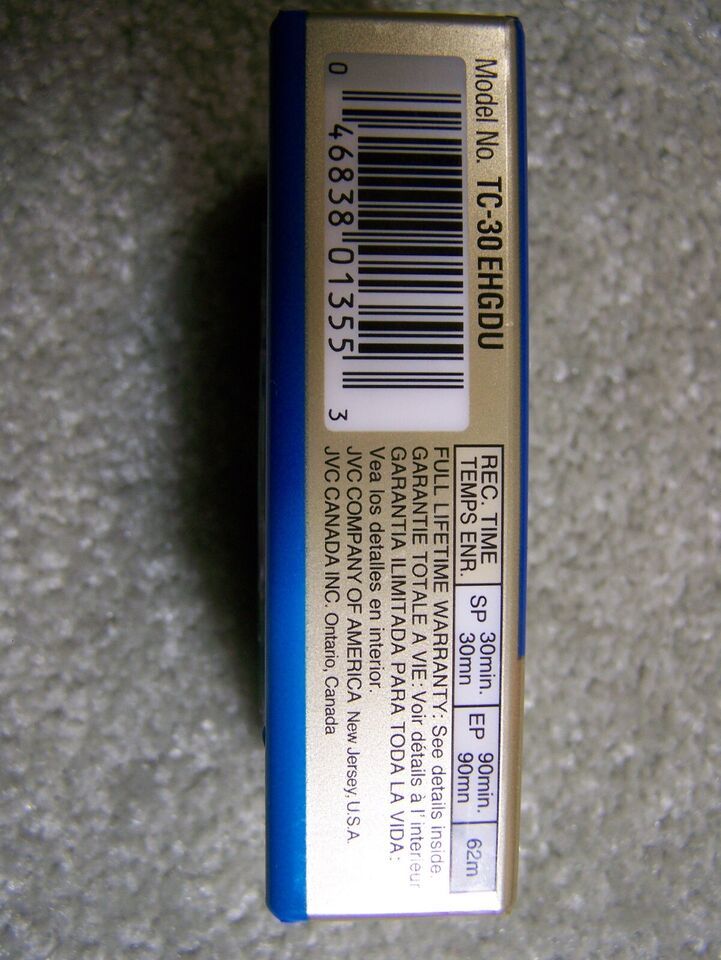 Model No. TC-30 EHGDU
0 46838 01355 3
REC. TIME SP 30min. EP 90min. 62m
TEMPS ENR. 30mn 90mn
FULL LIFETIME WARRANTY: See details inside.
GARANTIE TOTALE A VIE: Voir détails à l'interieur
GARANTIA ILIMITADA PARA TODA LA VIDA:
Vea los detalles en interior.
JVC COMPANY OF AMERICA New Jersey, U.S.A.
JVC CANADA INC. Ontario, Canada